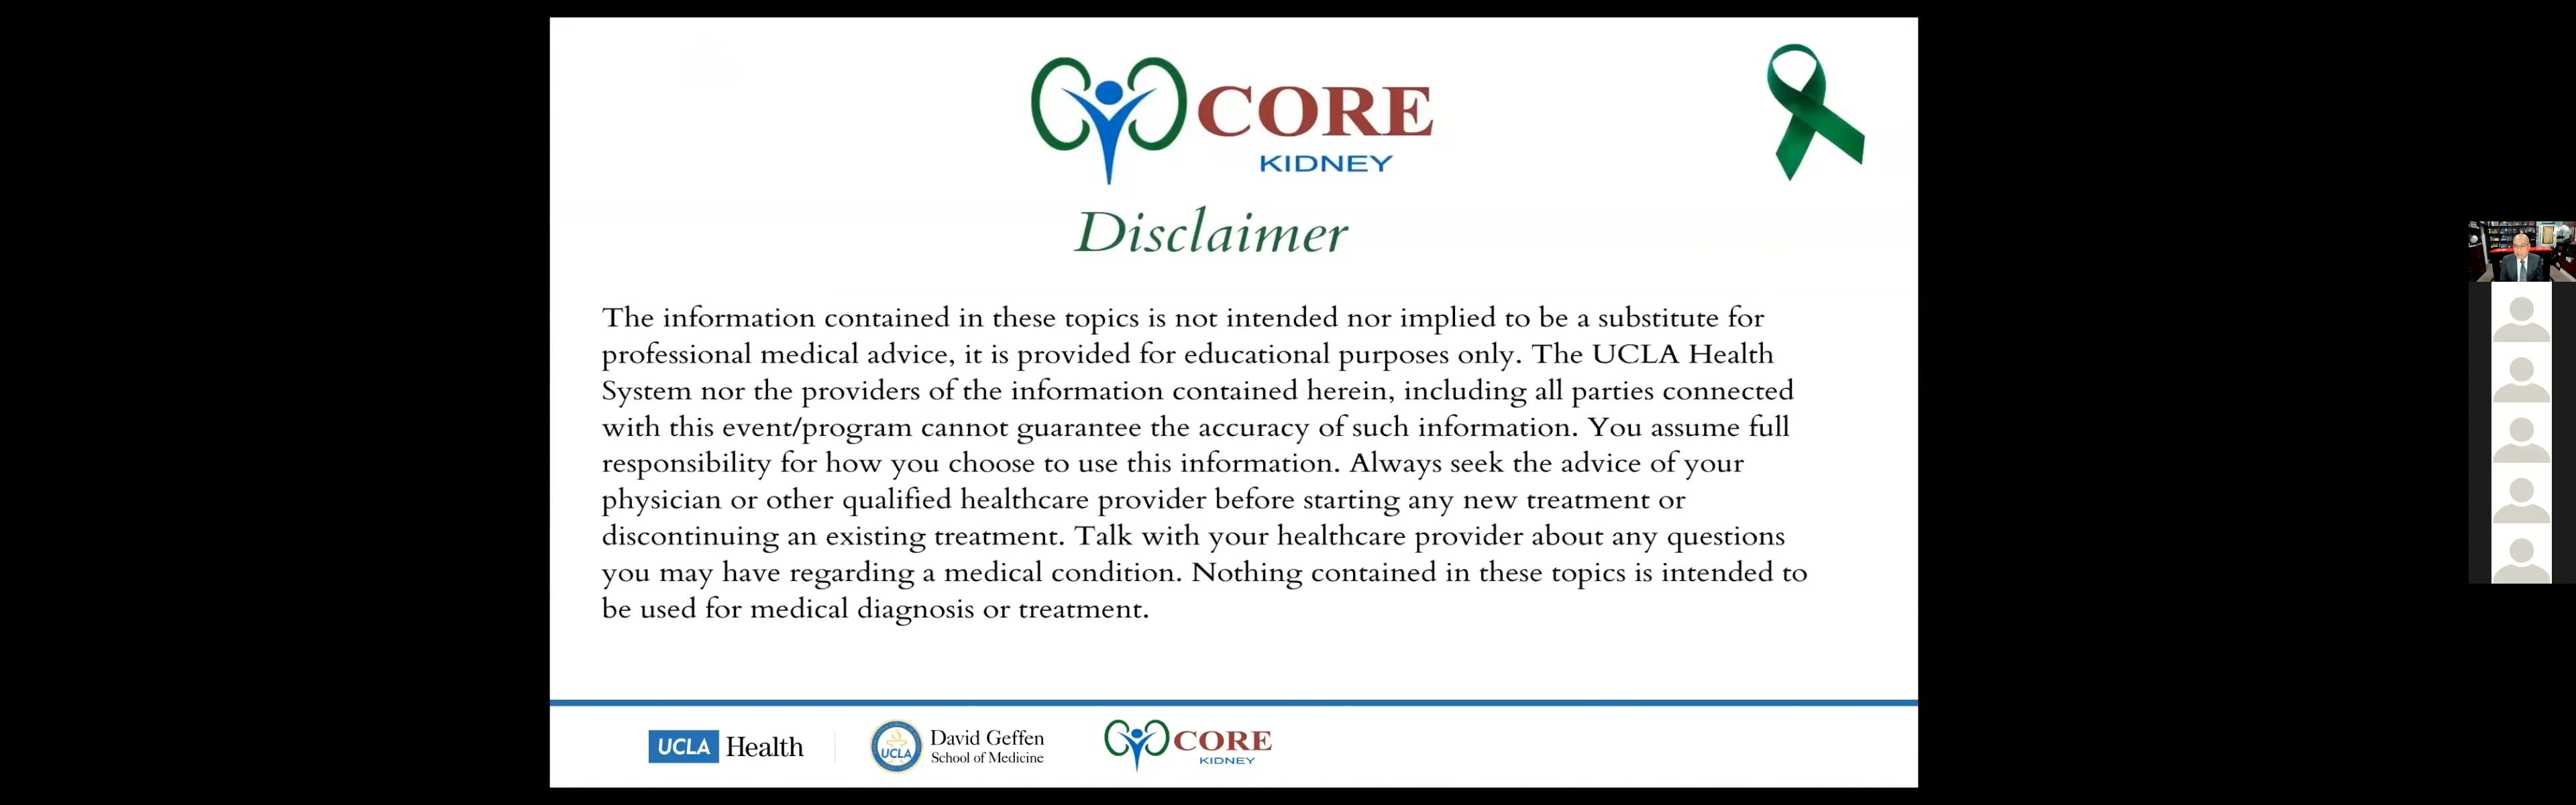 CORE
KIDNEY
Disclaimer
The information contained in these topics is not intended nor implied to be a substitute for
professional medical advice, it is provided for educational purposes only. The UCLA Health
System nor the providers of the information contained herein, including all parties connected
with this event/program cannot guarantee the accuracy of such information. You assume full
responsibility for how you choose to use this information. Always seek the advice of your
physician or other qualified healthcare provider before starting any new treatment or
discontinuing an existing treatment. Talk with your healthcare provider about any questions
you may have regarding a medical condition. Nothing contained in these topics is intended to
be used for medical diagnosis or treatment.
UCLA Health
UCLA
David Geffen
School of Medicine
CORE
KIDNEY